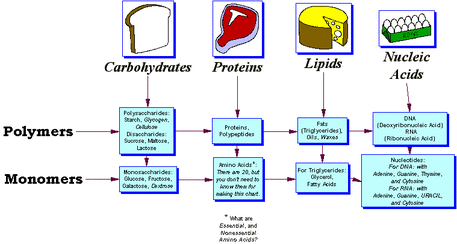 Carbohydrates
Proteins
Lipids
Nucleic
Acids
Polymers
Polysaccharides:
Starch, Glycogen,
Cellulose
Disaccharides:
Sucrose, Maltose,
Lactose
Proteins,
Polypeptides
Fats
(Triglycerides),
Oils, Waxes
DNA
(Deoxyribonucleic Acid)
RNA
(Ribonucleic Acid)
Monomers
Monosaccharides:
Glucose, Fructose,
Galactose,
Amino Acids*:
There are 20, but
you don't need to
know them for
making this chart.
For Triglycerides:
Glycerol,
Fatty Acids
Nucleotides:
For DNA: with
Adenine, Guanine, Thymine,
and Cytosine
For RNA: with
Adenine, Guanine, URACIL, and
Cytosine
* What are
Essential, and
Nonessential
Amino Acids?